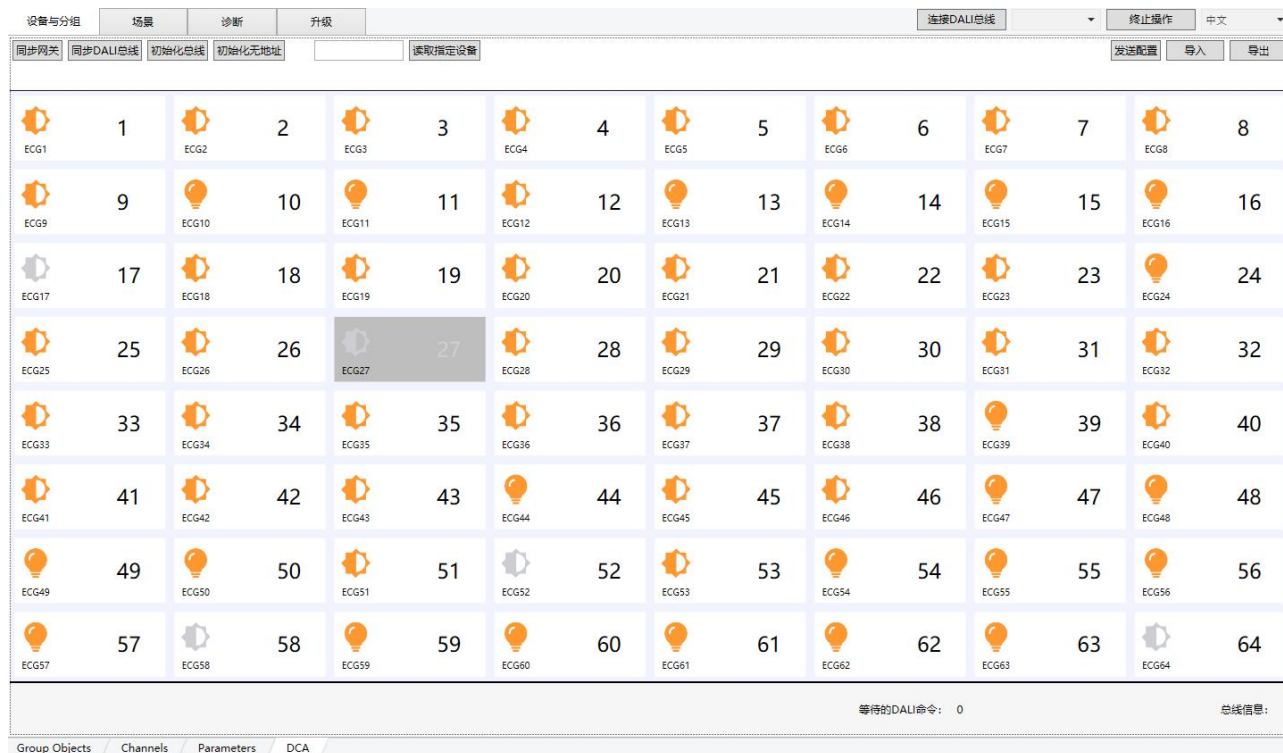 设备与分组 场景 诊断 升级 连接DALI总线 终止操作 中文
同步网关 同步DALI总线 初始化总线 初始化无地址 读取指定设备 发送配置 导入 导出
1 2 3 4 5 6 7 8
ECG1 ECG2 ECG3 ECG4 ECG5 ECG6 ECG7 ECG8
9 10 11 12 13 14 15 16
ECG9 ECG10 ECG11 ECG12 ECG13 ECG14 ECG15 ECG16
17 18 19 20 21 22 23 24
ECG17 ECG18 ECG19 ECG20 ECG21 ECG22 ECG23 ECG24
25 26 27 28 29 30 31 32
ECG25 ECG26 ECG27 ECG28 ECG29 ECG30 ECG31 ECG32
33 34 35 36 37 38 39 40
ECG33 ECG34 ECG35 ECG36 ECG37 ECG38 ECG39 ECG40
41 42 43 44 45 46 47 48
ECG41 ECG42 ECG43 ECG44 ECG45 ECG46 ECG47 ECG48
49 50 51 52 53 54 55 56
ECG49 ECG50 ECG51 ECG52 ECG53 ECG54 ECG55 ECG56
57 58 59 60 61 62 63 64
ECG57 ECG58 ECG59 ECG60 ECG61 ECG62 ECG63 ECG64
等待的DALI命令: 0 总线信息:
Group Objects Channels Parameters DCA